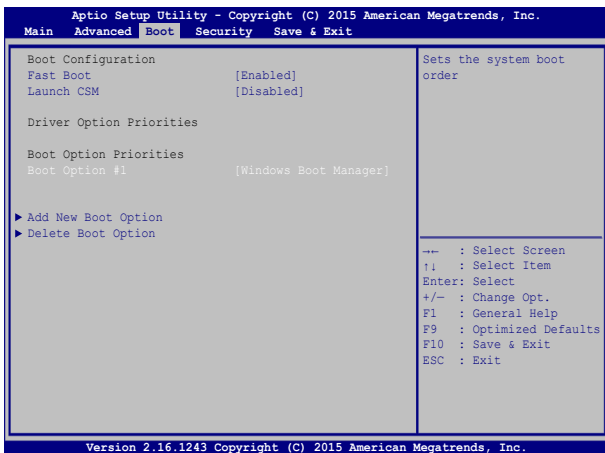 Aptio Setup Utility - Copyright (C) 2015 American Megatrends, Inc.
Main Advanced Boot Security Save & Exit
Boot Configuration
Fast Boot [Enabled]
Launch CSM [Disabled]
Driver Option Priorities
Boot Option Priorities
Boot Option #1 [Windows Boot Manager]
▶ Add New Boot Option
▶ Delete Boot Option
Sets the system boot
order
→← : Select Screen
↑↓ : Select Item
Enter: Select
+/— : Change Opt.
F1 : General Help
F9 : Optimized Defaults
F10 : Save & Exit
ESC : Exit
Version 2.16.1243 Copyright (C) 2015 American Megatrends, Inc.